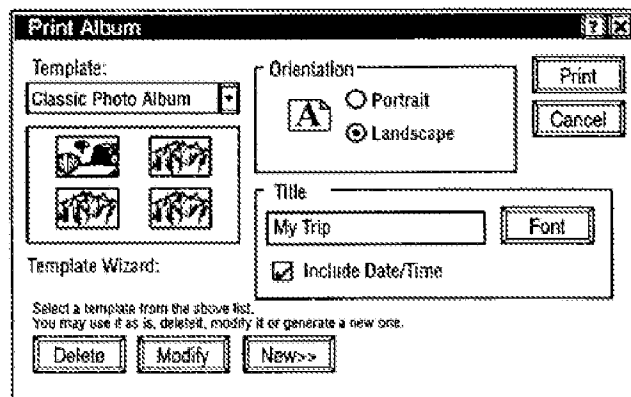 Print Album
Template:
Classic Photo Album
Template Wizard:
Orientation
A
Portrait
Landscape
Print
Cancel
Title
My Trip
Font
Include Date/Time
Select a template from the above list.
You may use it as is, deleteit, modify it or generate a new one.
Delete
Modify
New>>